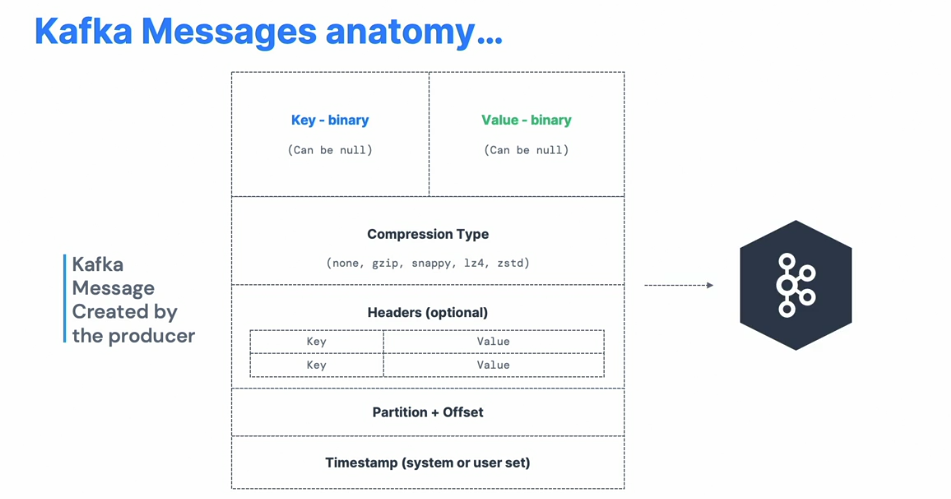 Kafka Messages anatomy...
Key - binary
(Can be null)
Value - binary
(Can be null)
Compression Type
(none, gzip, snappy, lz4, zstd)
Kafka
Message
Created by
the producer
Headers (optional)
Key Value
Key Value
Partition + Offset
Timestamp (system or user set)